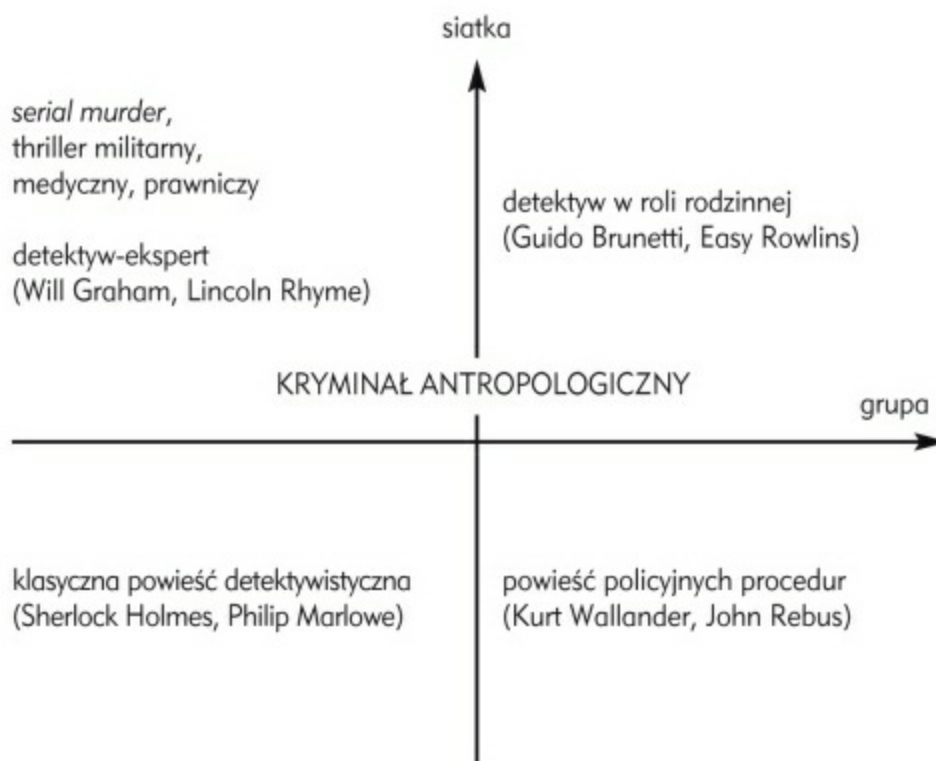 siatka
serial murder,
thriller militarny,
medyczny, prawniczy
detektyw w roli rodzinnej
(Guido Brunetti, Easy Rowlins)
detektyw-ekspert
(Will Graham, Lincoln Rhyme)
KRYMINAŁ ANTROPOLOGICZNY
grupa
klasyczna powieść detektywistyczna
(Sherlock Holmes, Philip Marlowe)
powieść policyjnych procedur
(Kurt Wallander, John Rebus)